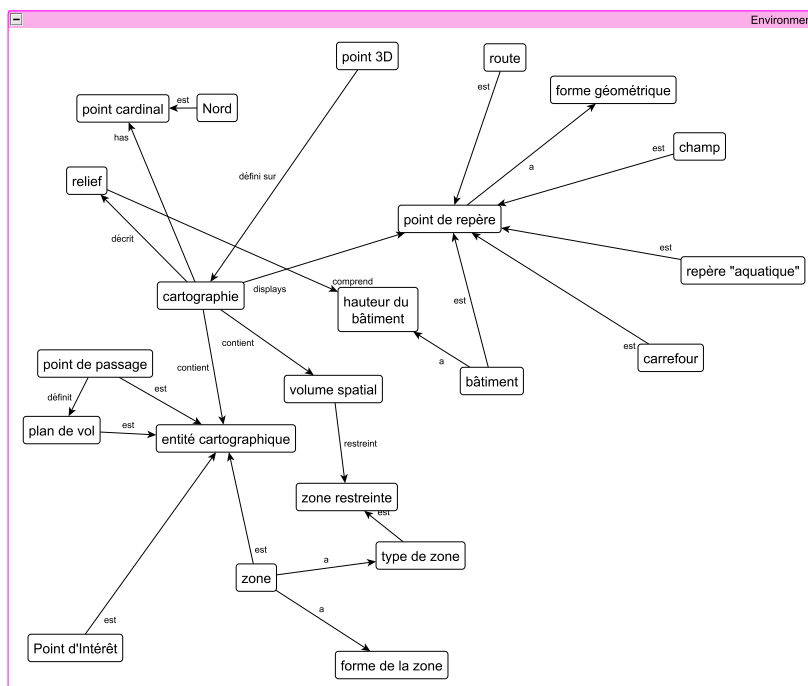 Environmen
point 3D
route
forme géométrique
point cardinal
est
Nord
est
has
champ
est
a
relief
défini sur
point de repère
décrit
est
repère "aquatique"
comprend
displays
cartographie
hauteur du
bâtiment
est
contient
point de passage
contient
a
est
carrefour
volume spatial
bâtiment
définit
est
plan de vol
est
entité cartographique
restreint
zone restreinte
est
est
a
type de zone
zone
a
est
Point d'Intérêt
forme de la zone